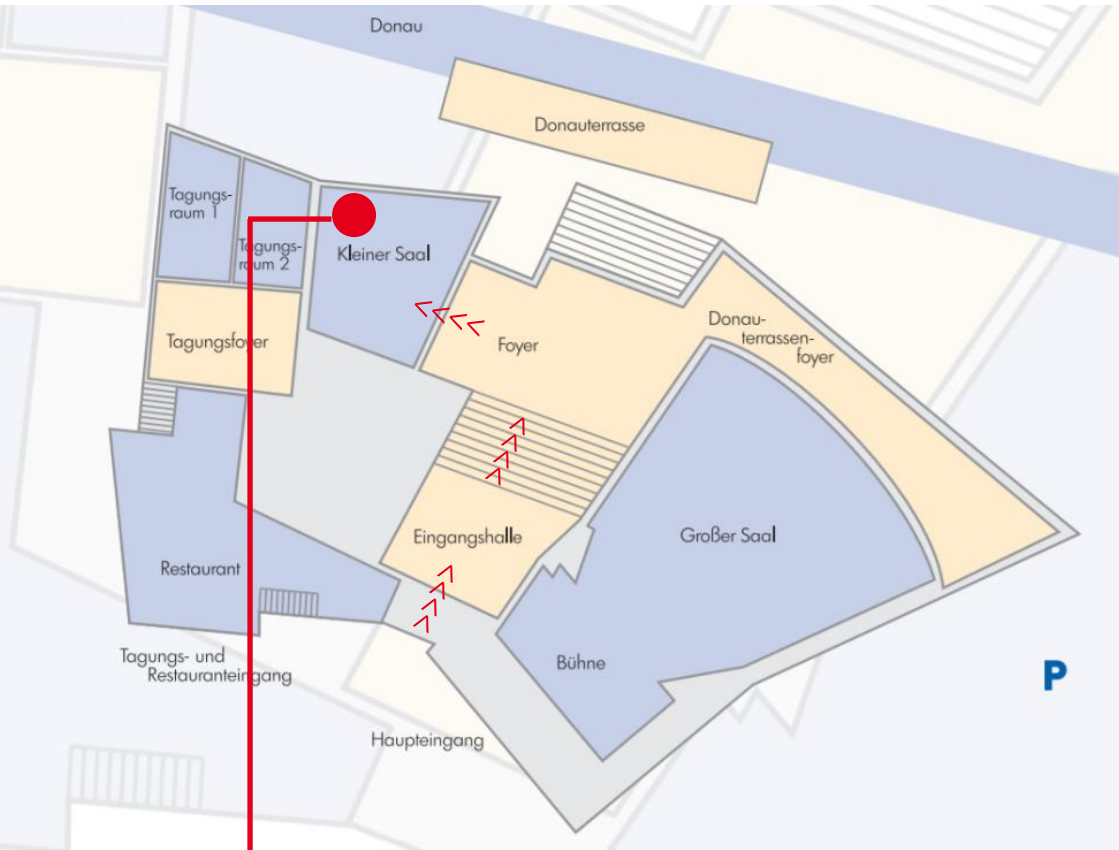 Donau
Donauterrasse
Tagungs-
raum 1
Tagungs-
raum 2
Kleiner Saal
Donau-
terrassen-
foyer
Tagungsfoyer
Foyer
Eingangshalle
Großer Saal
Restaurant
Bühne
Tagungs- und
Restauranteingang
P
Haupteingang